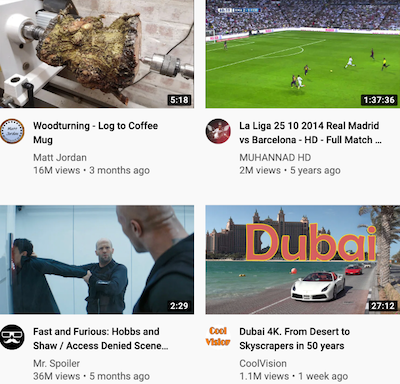 5:18
1:37:36
Woodturning - Log to Coffee
Mug
Matt Jordan
16M views • 3 months ago
La Liga 25 10 2014 Real Madrid
vs Barcelona - HD - Full Match ...
MUHANNAD HD
2M views • 5 years ago
Dubai
2:29
27:12
Fast and Furious: Hobbs and
Shaw / Access Denied Scene...
Mr. Spoiler
36M views • 5 months ago
Cool
Vision
Dubai 4K. From Desert to
Skyscrapers in 50 years
CoolVision
1.1M views • 1 week ago